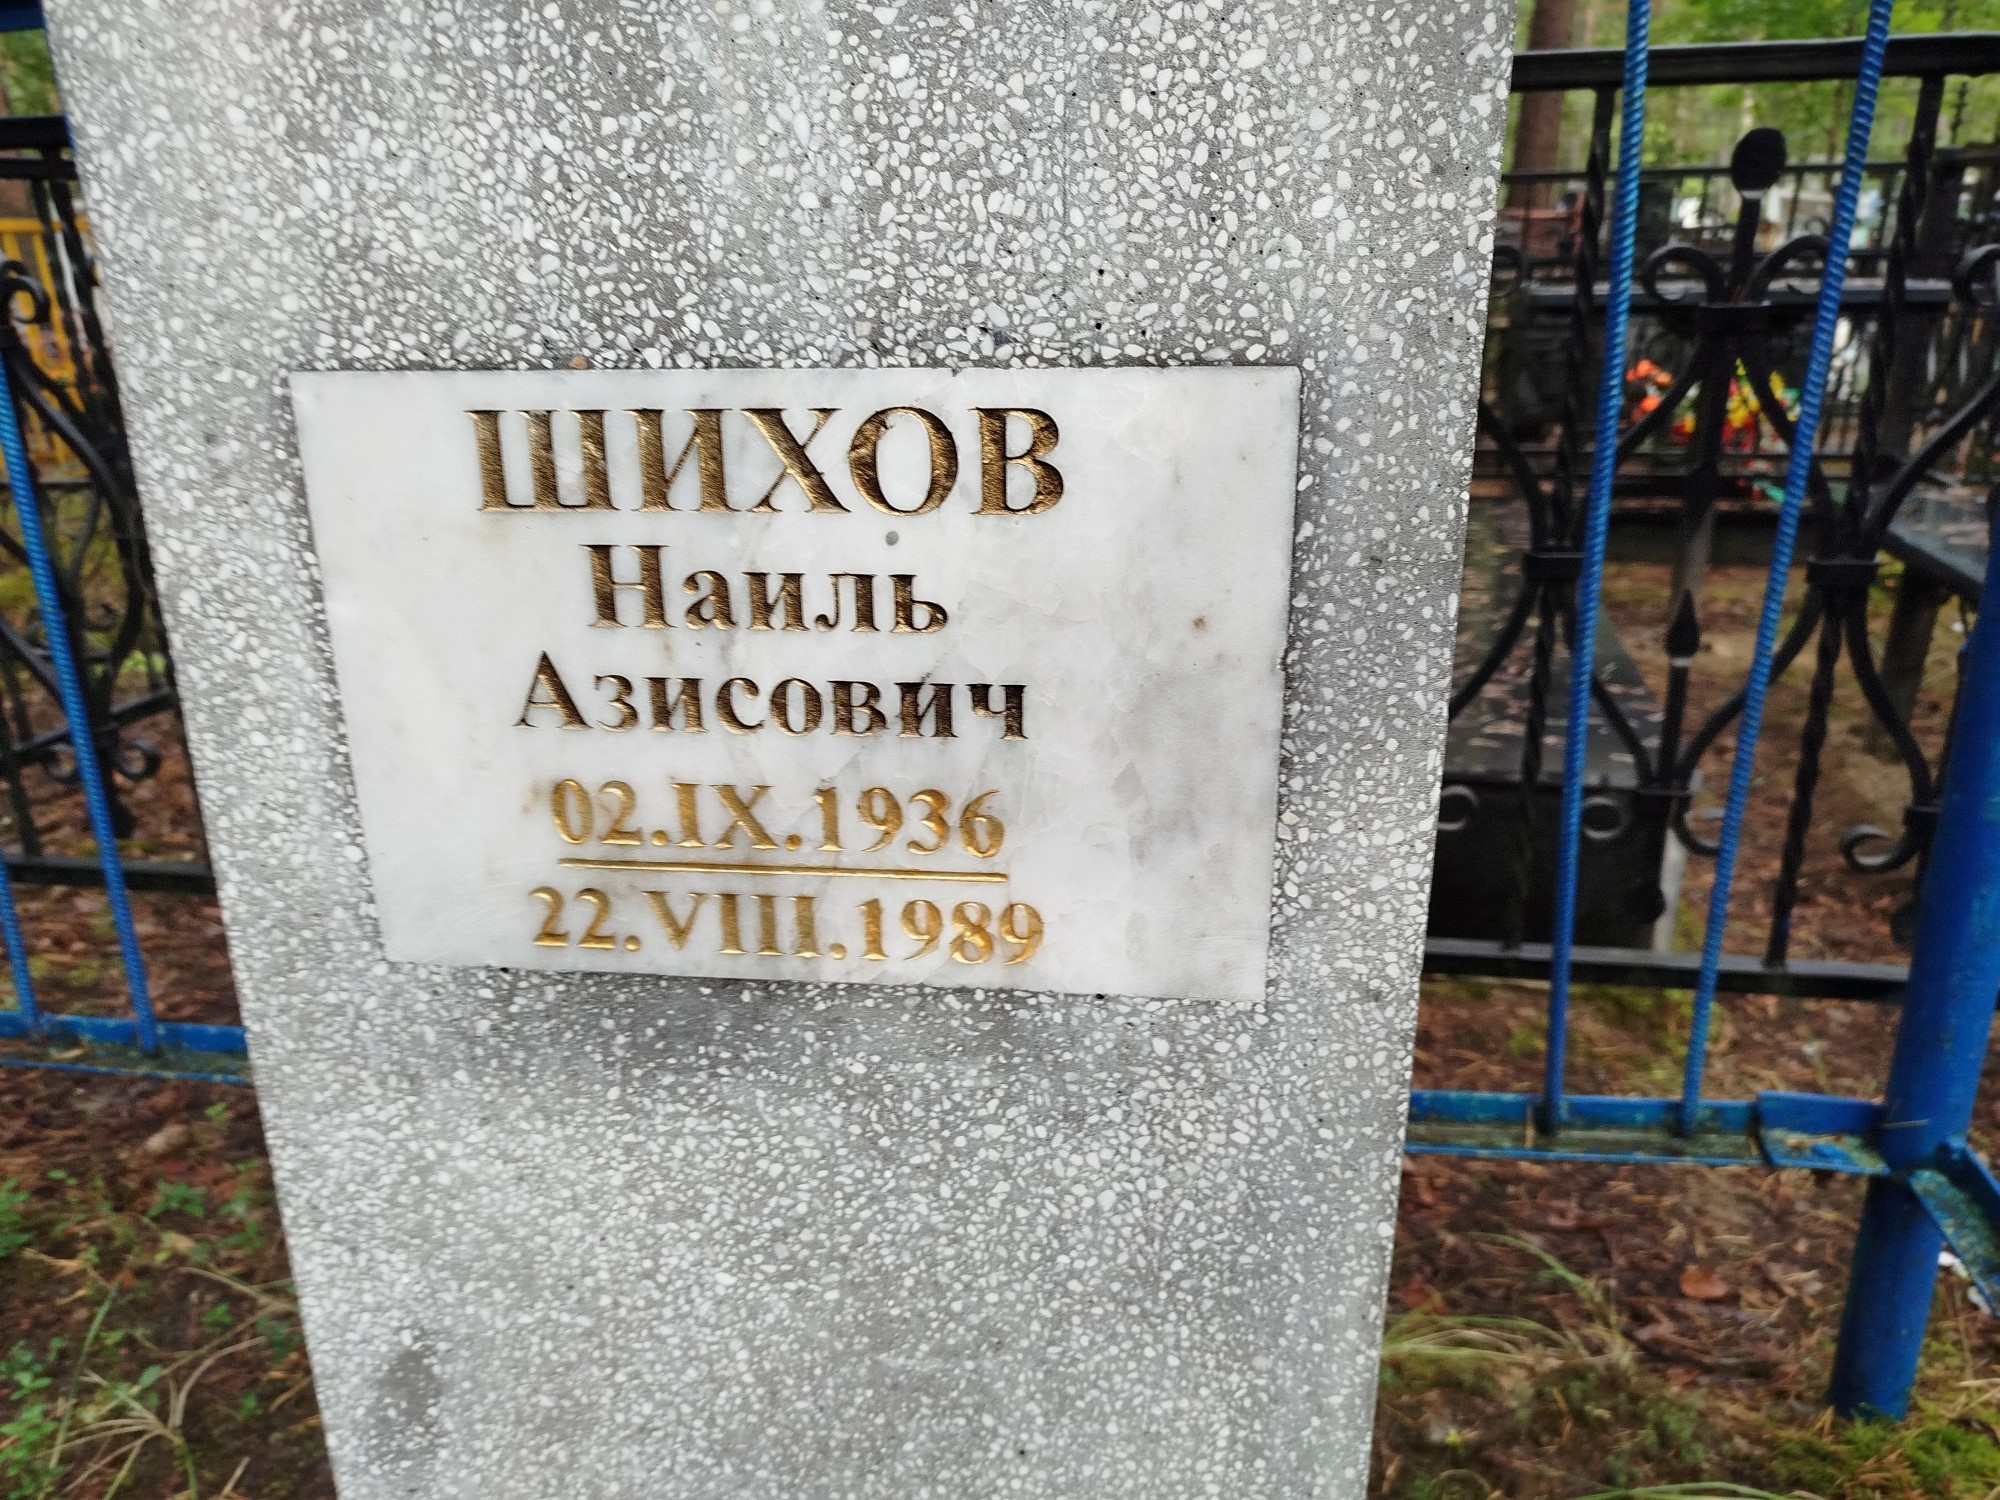 ШИХОВ
Наиль
Азисович
02.IX.1936
22.VIII.1989